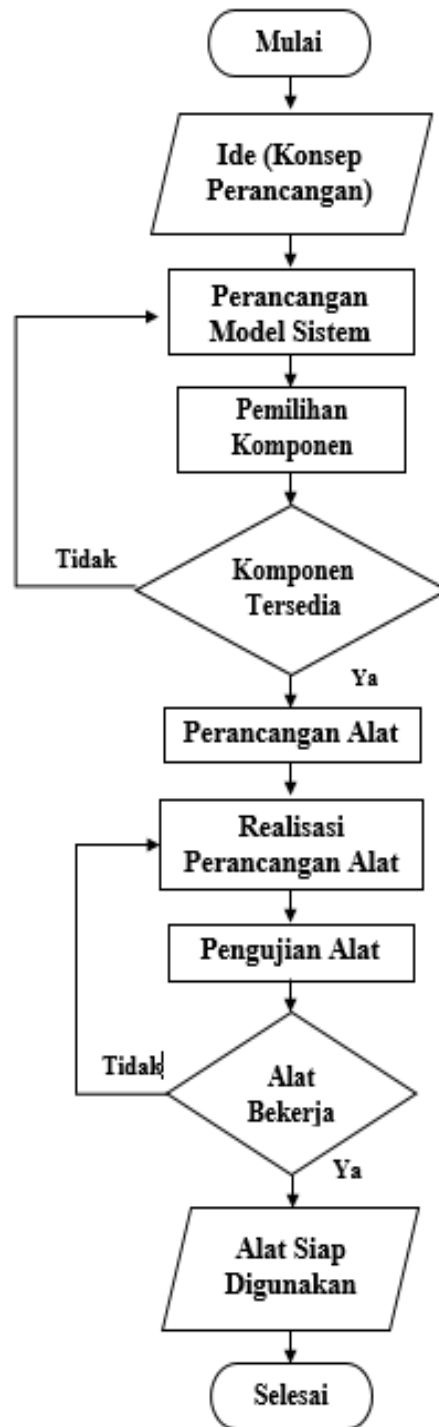 Mulai
Ide (Konsep
Perancangan)
Perancangan
Model Sistem
Pemilihan
Komponen
Tidak
Komponen
Tersedia
Ya
Perancangan Alat
Realisasi
Perancangan Alat
Pengujian Alat
Tidak
Alat
Bekerja
Ya
Alat Siap
Digunakan
Selesai